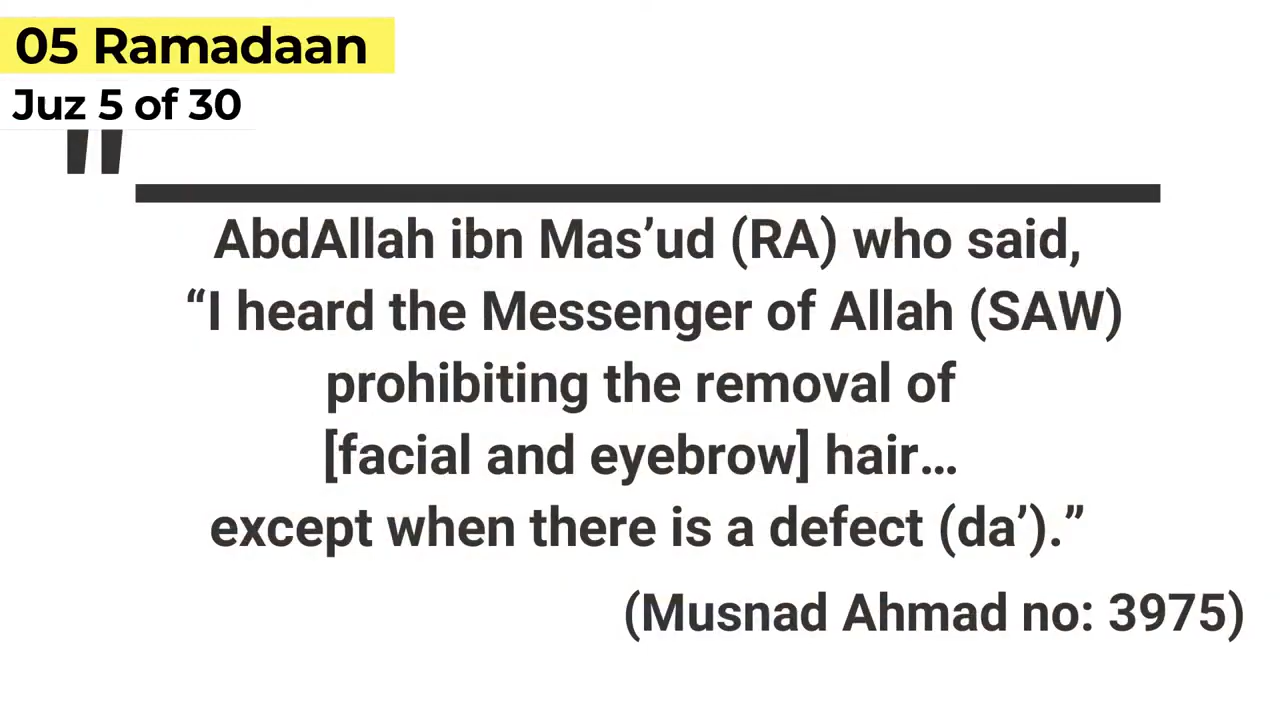 05 Ramadaan
Juz 5 of 30
"
AbdAllah ibn Mas’ud (RA) who said,
“I heard the Messenger of Allah (SAW)
prohibiting the removal of
[facial and eyebrow] hair...
except when there is a defect (da’).”
(Musnad Ahmad no: 3975)